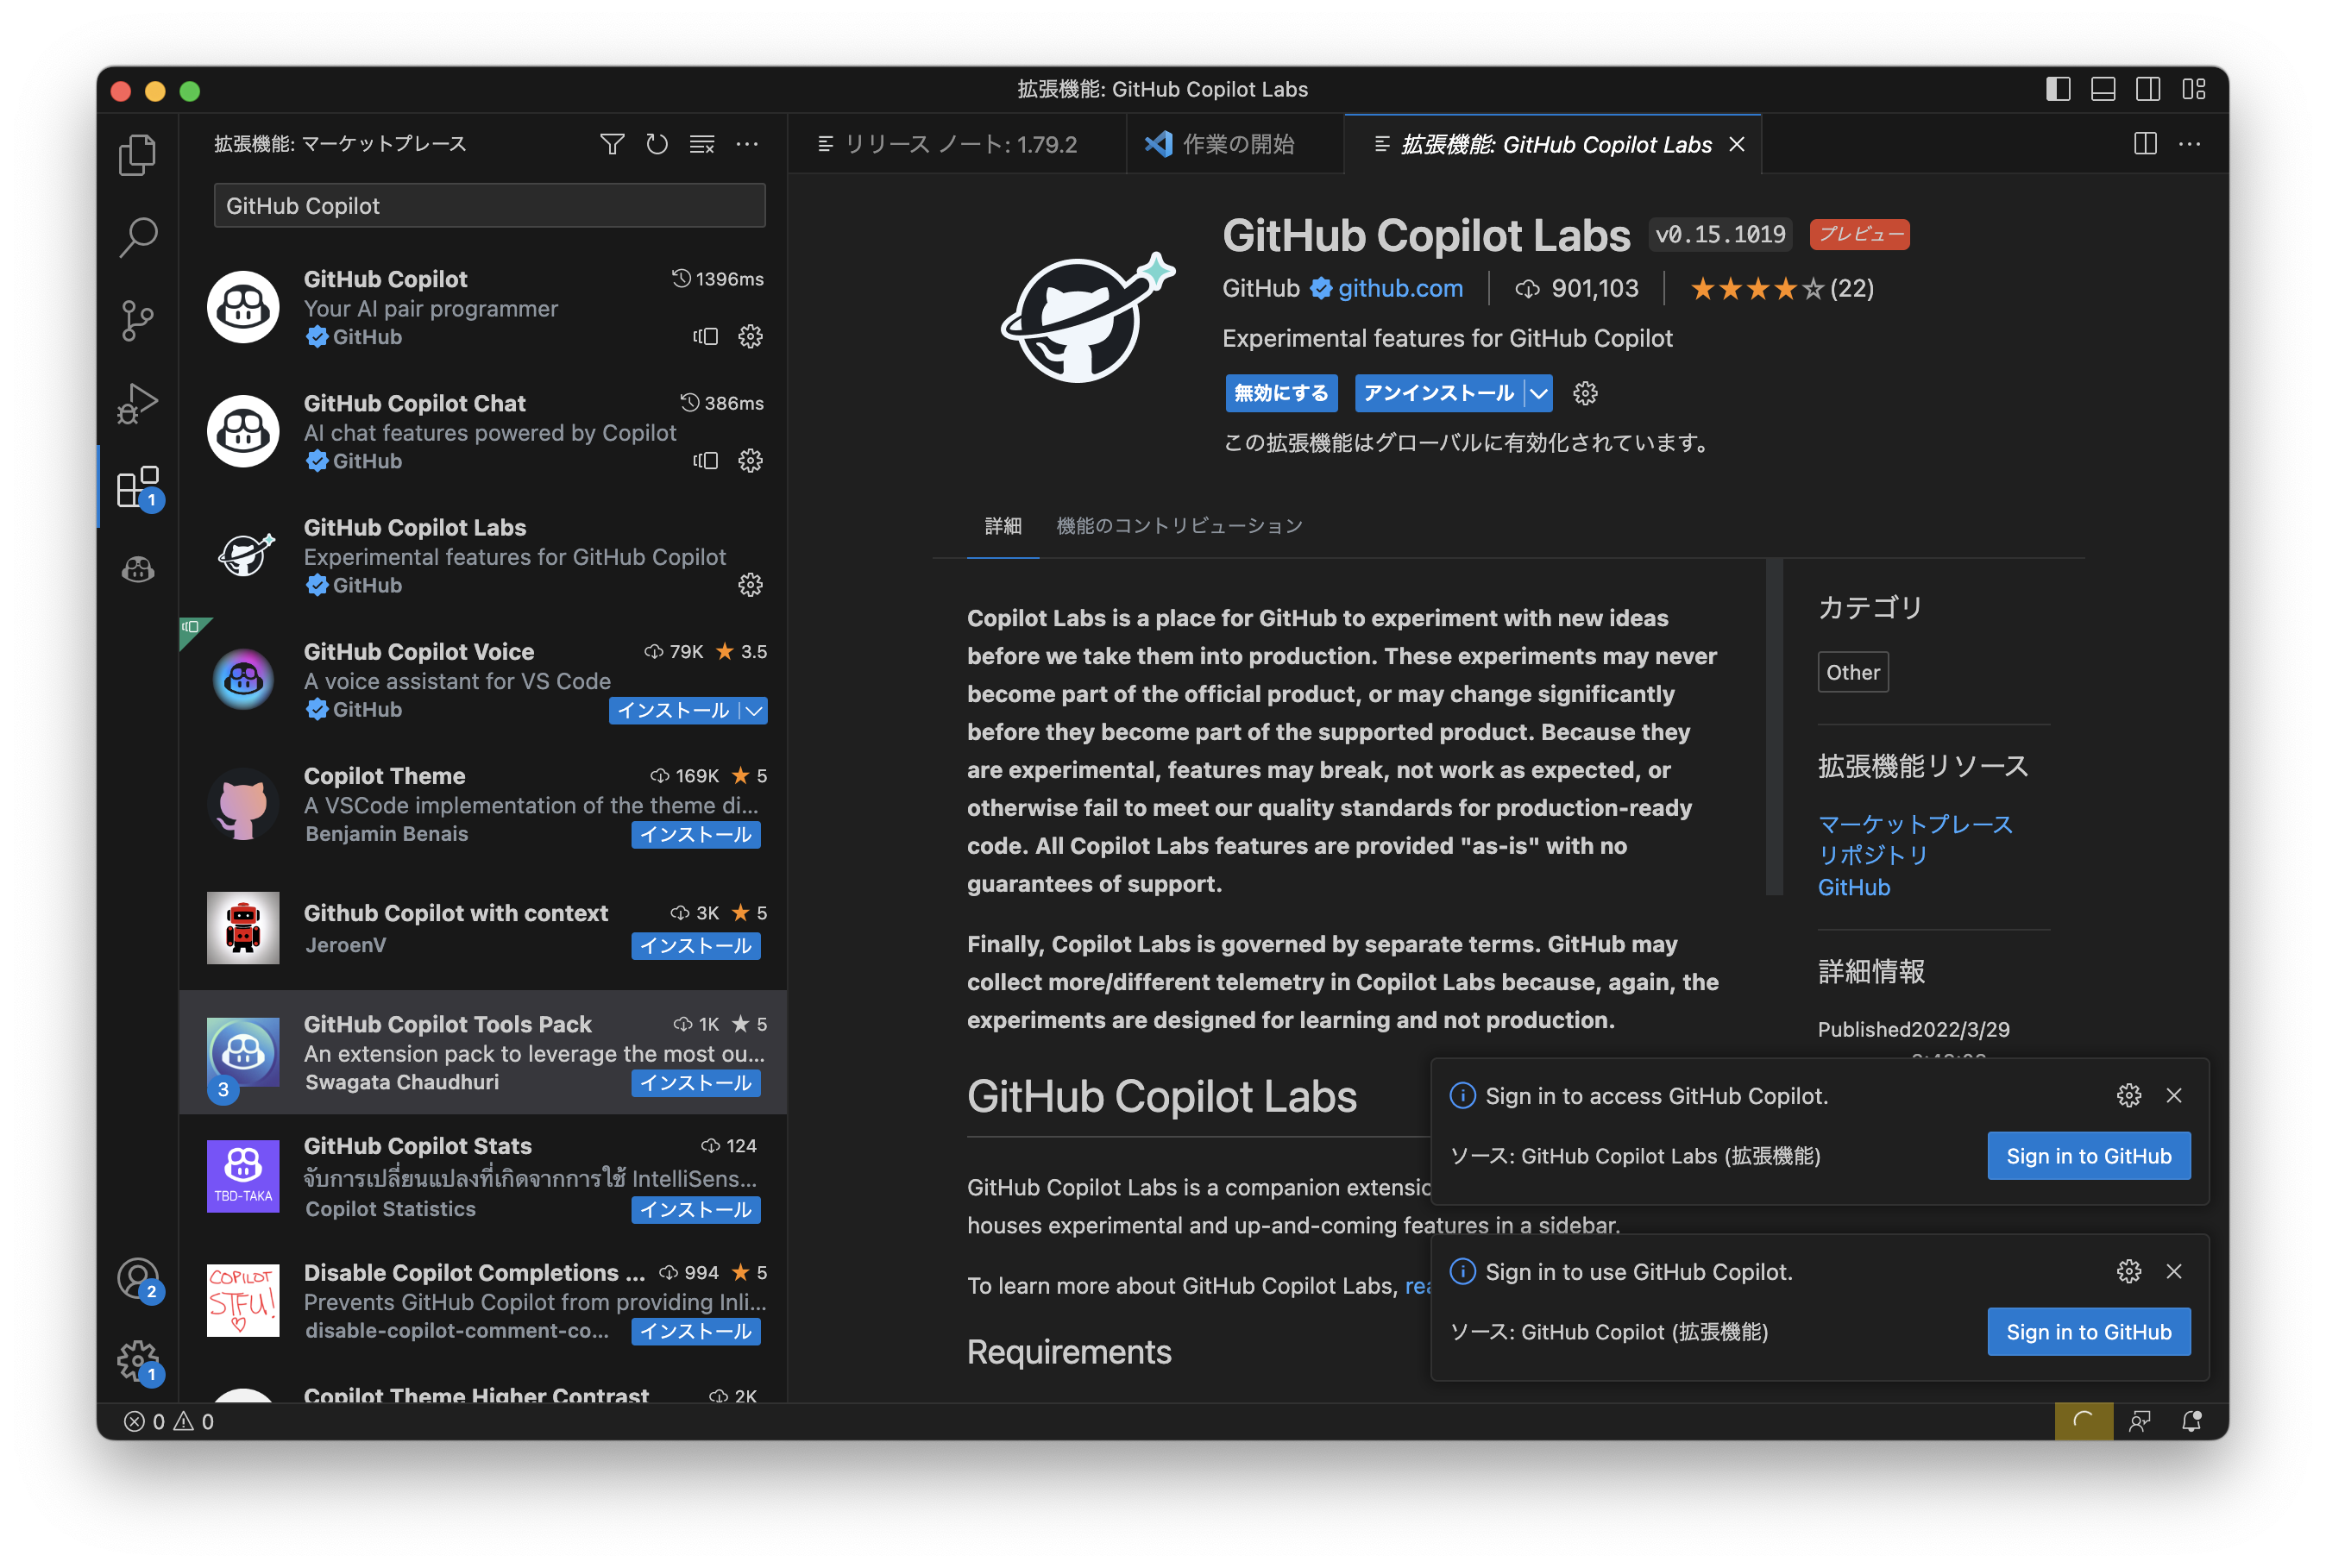 拡張機能: GitHub Copilot Labs
拡張機能: マーケットプレース
GitHub Copilot
GitHub Copilot
1396ms
Your AI pair programmer
GitHub
GitHub Copilot Chat
386ms
AI chat features powered by Copilot
GitHub
GitHub Copilot Labs
Experimental features for GitHub Copilot
GitHub
GitHub Copilot Voice
79K
3.5
A voice assistant for VS Code
GitHub
インストール
Copilot Theme
169K
5
A VSCode implementation of the theme di...
Benjamin Benais
インストール
Github Copilot with context
3K
5
JeroenV
インストール
GitHub Copilot Tools Pack
1K
5
An extension pack to leverage the most ou...
Swagata Chaudhuri
インストール
3
GitHub Copilot Stats
124
จับการเปลี่ยนแปลงที่เกิดจากการใช้ IntelliSens...
TBD-TAKA
Copilot Statistics
インストール
COPILOT
STFU!
Disable Copilot Completions ...
994
5
Prevents GitHub Copilot from providing Inli...
disable-copilot-comment-co...
インストール
Copilot Theme Higher Contrast
2K
1
2
1
0
0
リリース ノート: 1.79.2
作業の開始
拡張機能: GitHub Copilot Labs
GitHub Copilot Labs
v0.15.1019
プレビュー
GitHub
github.com
901,103
(22)
Experimental features for GitHub Copilot
無効にする
アンインストール
この拡張機能はグローバルに有効化されています。
詳細
機能のコントリビューション
Copilot Labs is a place for GitHub to experiment with new ideas
before we take them into production. These experiments may never
become part of the official product, or may change significantly
before they become part of the supported product. Because they
are experimental, features may break, not work as expected, or
otherwise fail to meet our quality standards for production-ready
code. All Copilot Labs features are provided "as-is" with no
guarantees of support.
Finally, Copilot Labs is governed by separate terms. GitHub may
collect more/different telemetry in Copilot Labs because, again, the
experiments are designed for learning and not production.
GitHub Copilot Labs
GitHub Copilot Labs is a companion
houses experimental and up-and-coming features in a sidebar.
To learn more about GitHub Copilot Labs,
Requirements
カテゴリ
Other
拡張機能リソース
マーケットプレース
リポジトリ
GitHub
詳細情報
Published2022/3/29
Sign in to access GitHub Copilot.
ソース: GitHub Copilot Labs (拡張機能)
Sign in to GitHub
Sign in to use GitHub Copilot.
ソース: GitHub Copilot (拡張機能)
Sign in to GitHub